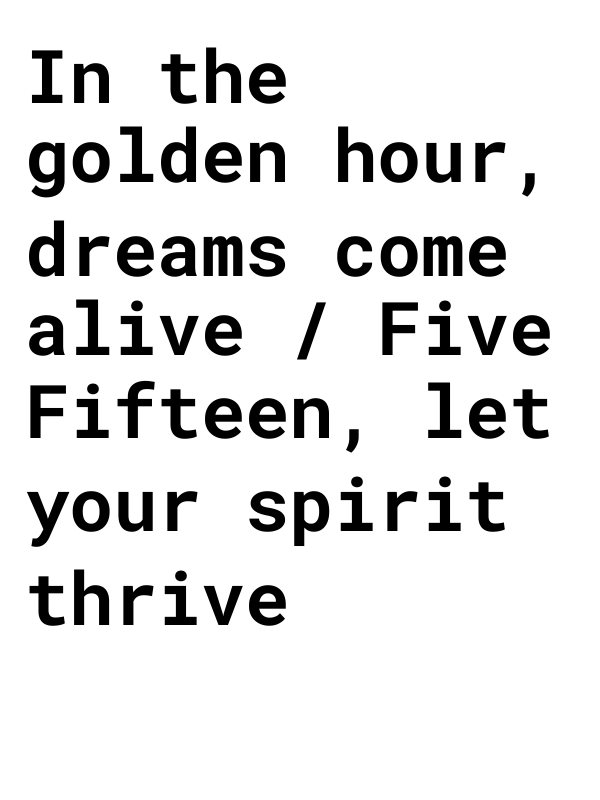 In the
golden hour,
dreams come
alive / Five
Fifteen, let
your spirit
thrive